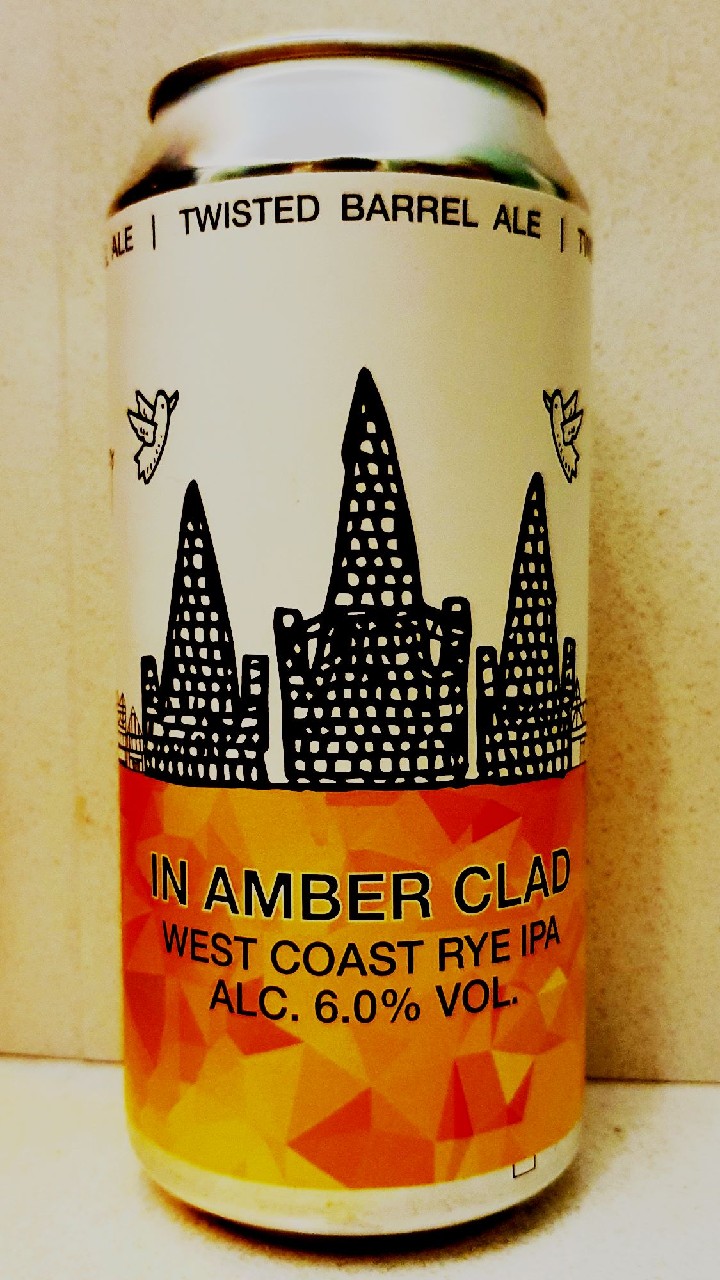 ALE | TWISTED BARREL ALE |
IN AMBER CLAD
WEST COAST RYE IPA
ALC. 6.0% VOL.